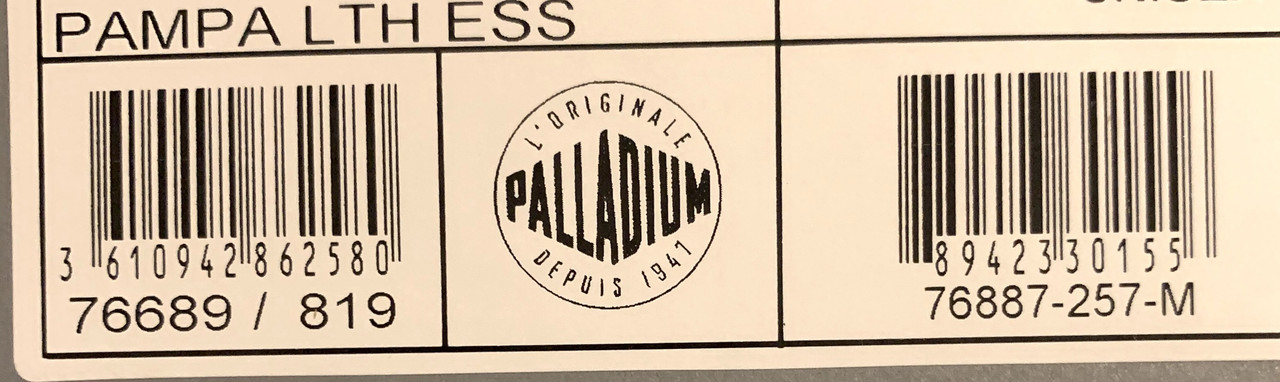 PAMPA LTH ESS
3 610942 862580
76689 / 819
L'ORIGINALE
PALLADIUM
DEPUIS 1947
89423 30155
76887-257-M